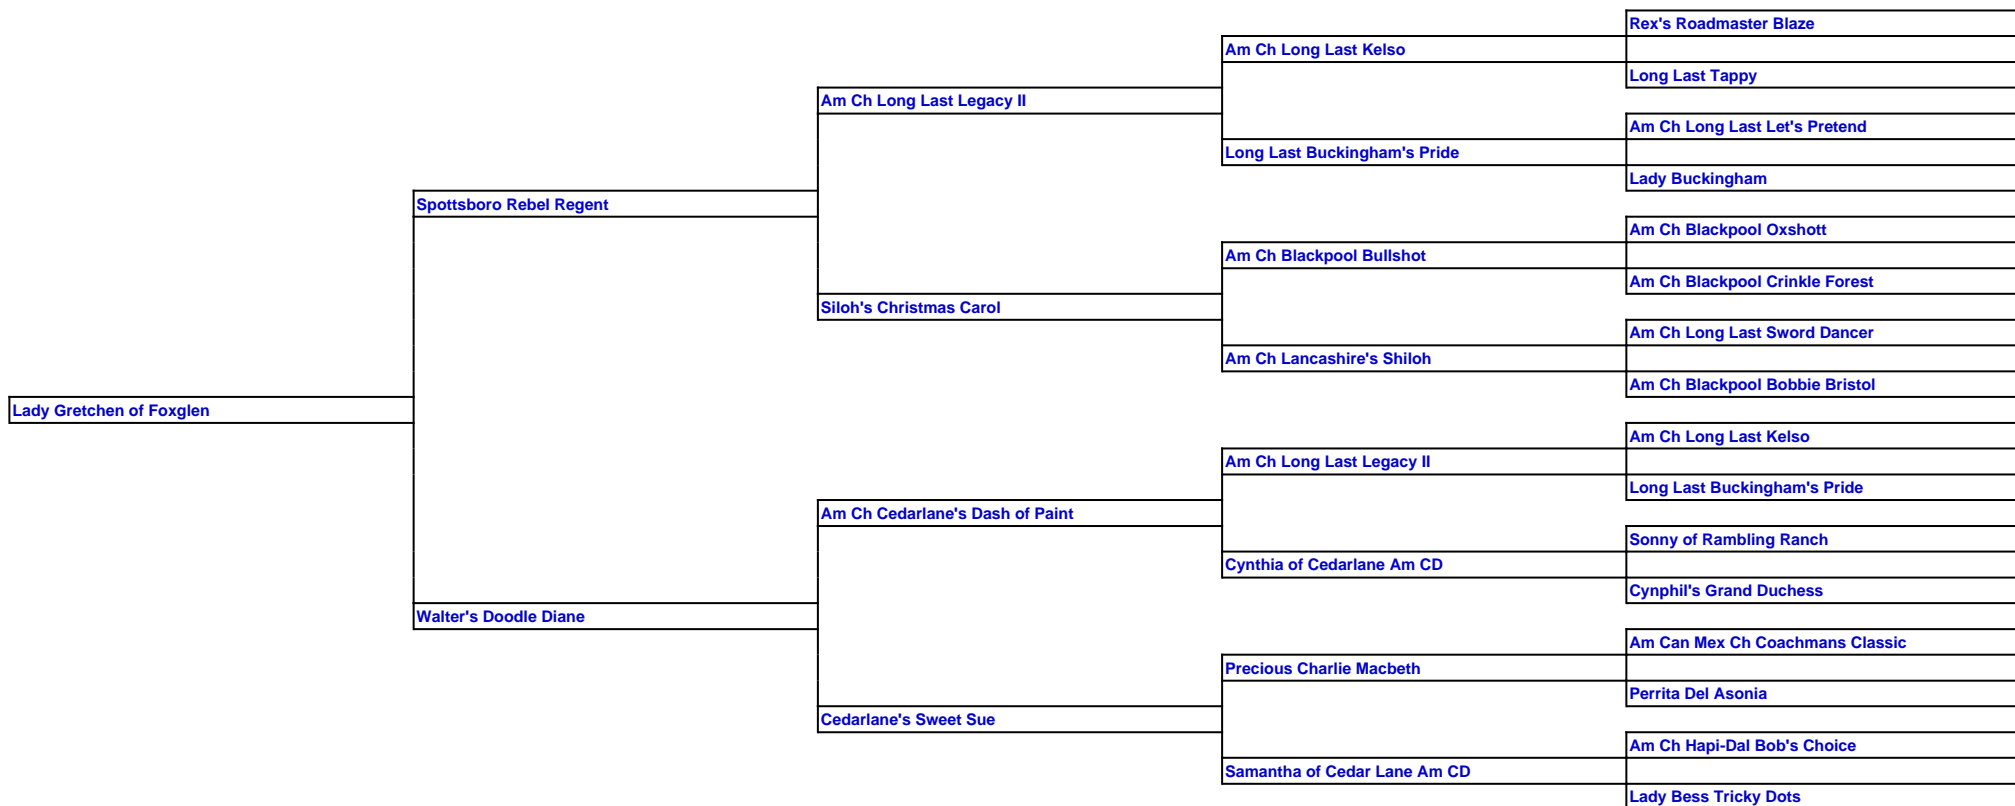 Rex's Roadmaster Blaze
Am Ch Long Last Kelso
Long Last Tappy
Am Ch Long Last Legacy II
Am Ch Long Last Let's Pretend
Long Last Buckingham's Pride
Lady Buckingham
Spottsboro Rebel Regent
Am Ch Blackpool Oxshott
Am Ch Blackpool Bullshot
Am Ch Blackpool Crinkle Forest
Siloh's Christmas Carol
Am Ch Long Last Sword Dancer
Am Ch Lancashire's Shiloh
Am Ch Blackpool Bobbie Bristol
Lady Gretchen of Foxglen
Am Ch Long Last Kelso
Am Ch Long Last Legacy II
Long Last Buckingham's Pride
Am Ch Cedarlane's Dash of Paint
Sonny of Rambling Ranch
Cynthia of Cedarlane Am CD
Cynphil's Grand Duchess
Walter's Doodle Diane
Am Can Mex Ch Coachmans Classic
Precious Charlie Macbeth
Perrita Del Asonia
Cedarlane's Sweet Sue
Am Ch Hapi-Dal Bob's Choice
Samantha of Cedar Lane Am CD
Lady Bess Tricky Dots